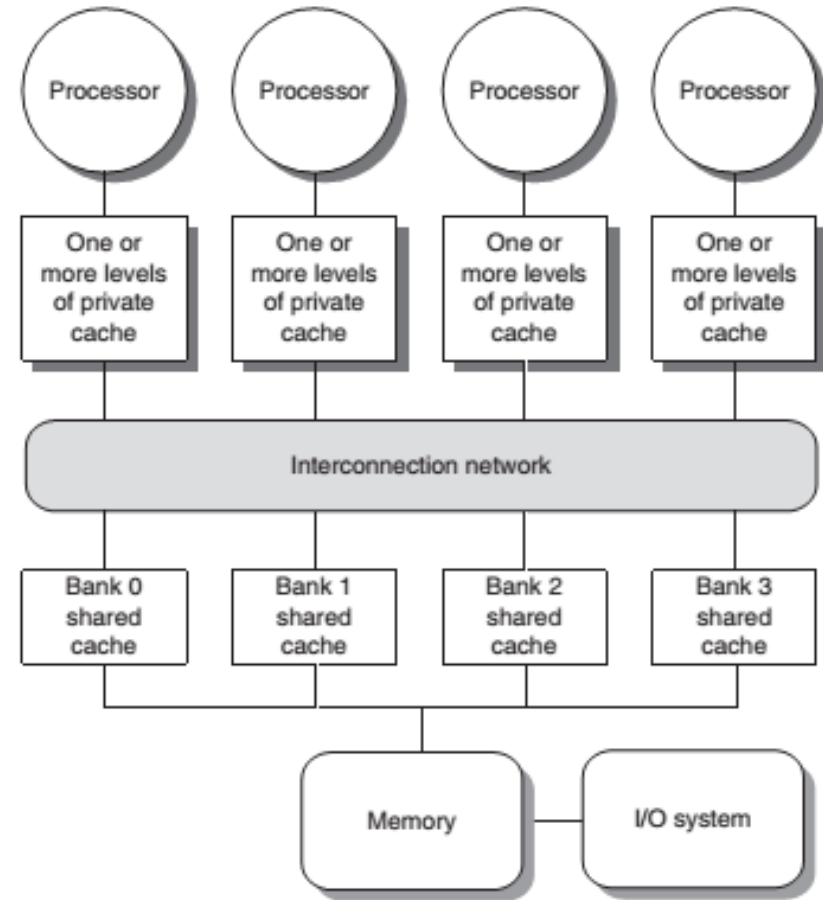 Processor
Processor
Processor
Processor
One or
more levels
of private
cache
One or
more levels
of private
cache
One or
more levels
of private
cache
One or
more levels
of private
cache
Interconnection network
Bank 0
shared
cache
Bank 1
shared
cache
Bank 2
shared
cache
Bank 3
shared
cache
Memory
I/O system